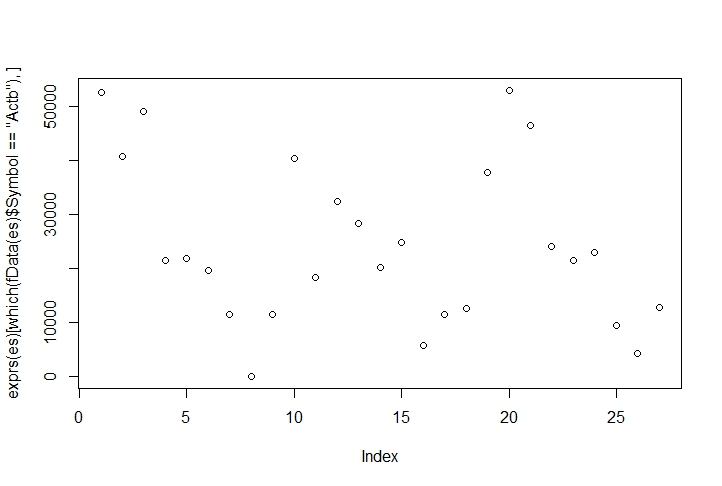 exprs(es)[which(fData(es)$Symbol == "Actb"), ]
50000
30000
10000
0
0 5 10 15 20 25
Index